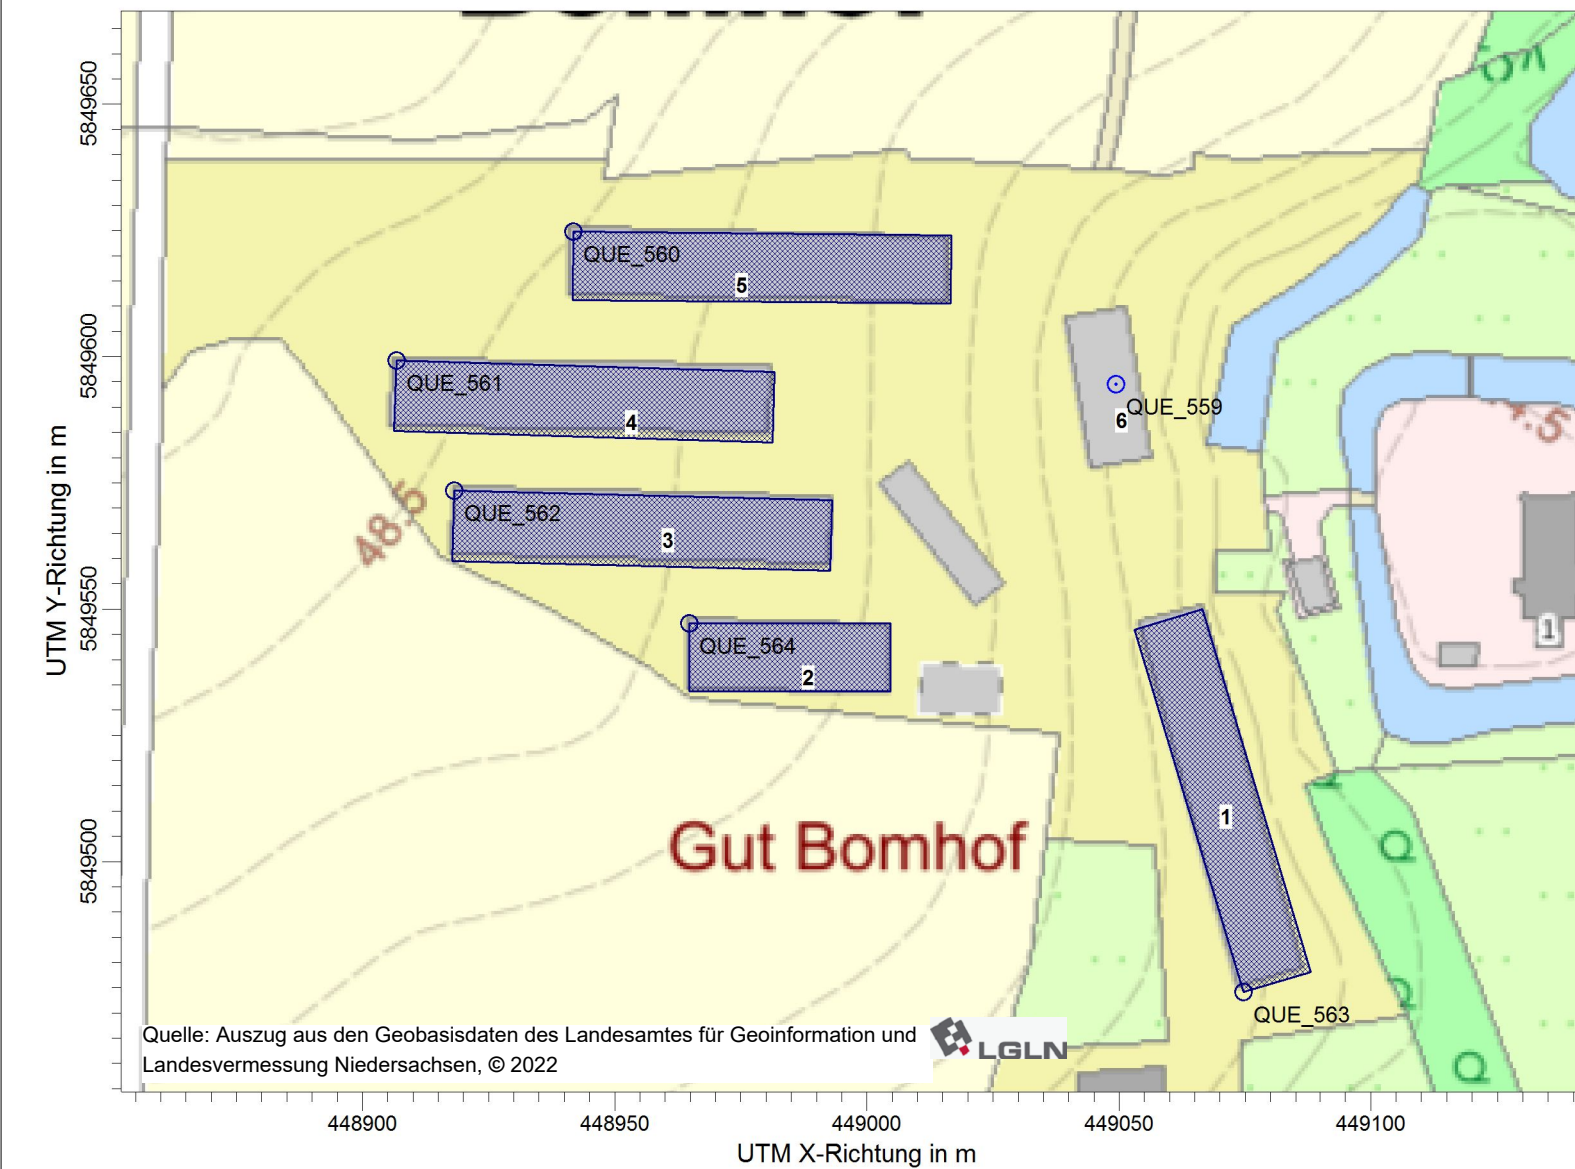 5849650
QUE_560
5
5849600
QUE_561
4
QUE_559
6
48.5
QUE_562
3
5849550
QUE_564
2
1
1
Gut Bomhof
5849500
QUE_563
Quelle: Auszug aus den Geobasisdaten des Landesamtes für Geoinformation und
Landesvermessung Niedersachsen, © 2022
LGLN
448900
448950
449000
449050
449100
UTM X-Richtung in m
UTM Y-Richtung in m